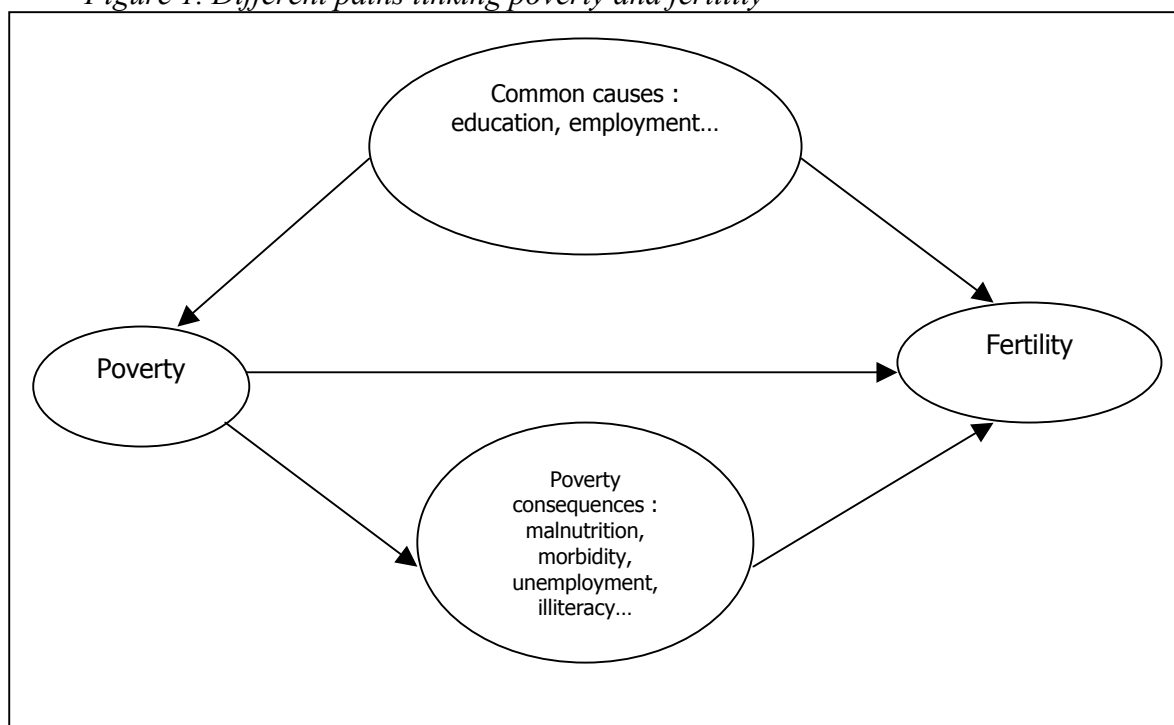 Figure 1. Different paths linking poverty and fertility
Common causes :
education, employment…
Poverty
Fertility
Poverty
consequences :
malnutrition,
morbidity,
unemployment,
illiteracy…